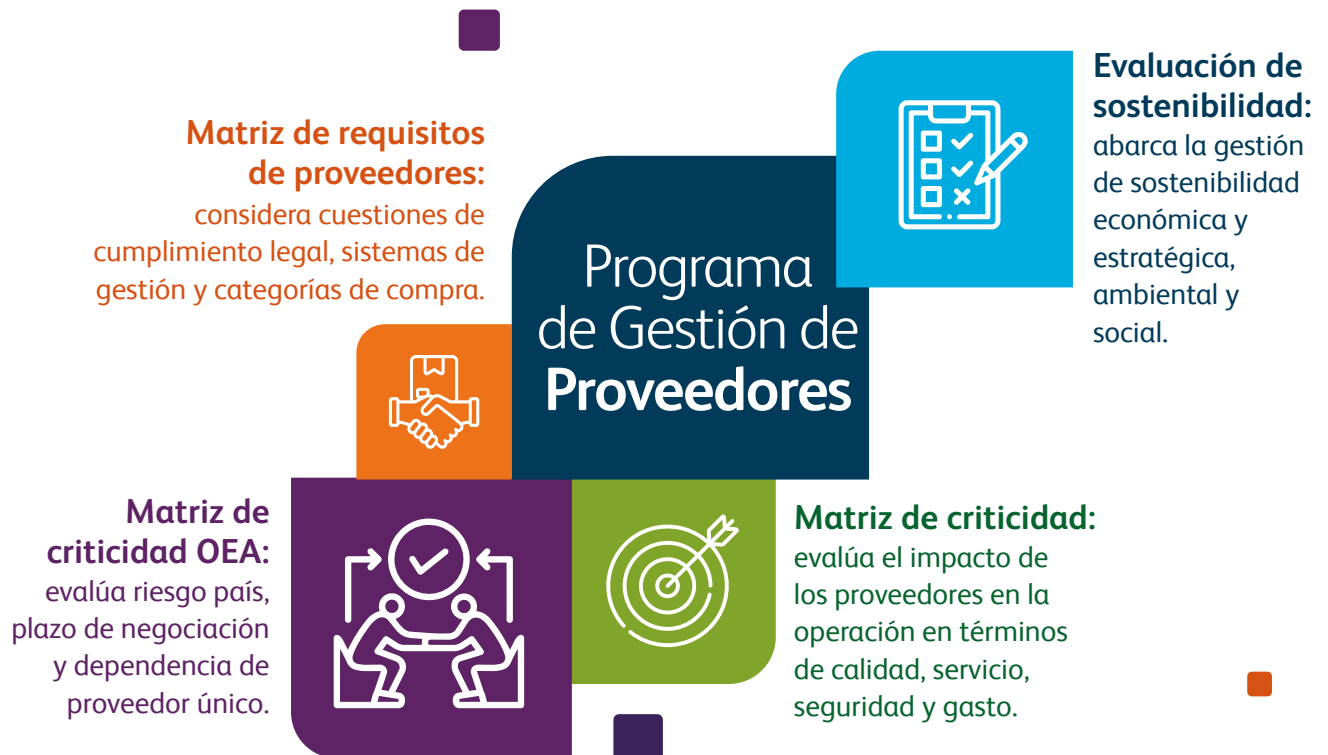 Programa
de Gestión de
Proveedores
Matriz de requisitos
de proveedores:
considera cuestiones de
cumplimiento legal, sistemas de
gestión y categorías de compra.
Evaluación de
sostenibilidad:
abarca la gestión
de sostenibilidad
económica y
estratégica,
ambiental y
social.
Matriz de
criticidad OEA:
evalúa riesgo país,
plazo de negociación
y dependencia de
proveedor único.
Matriz de criticidad:
evalúa el impacto de
los proveedores en la
operación en términos
de calidad, servicio,
seguridad y gasto.